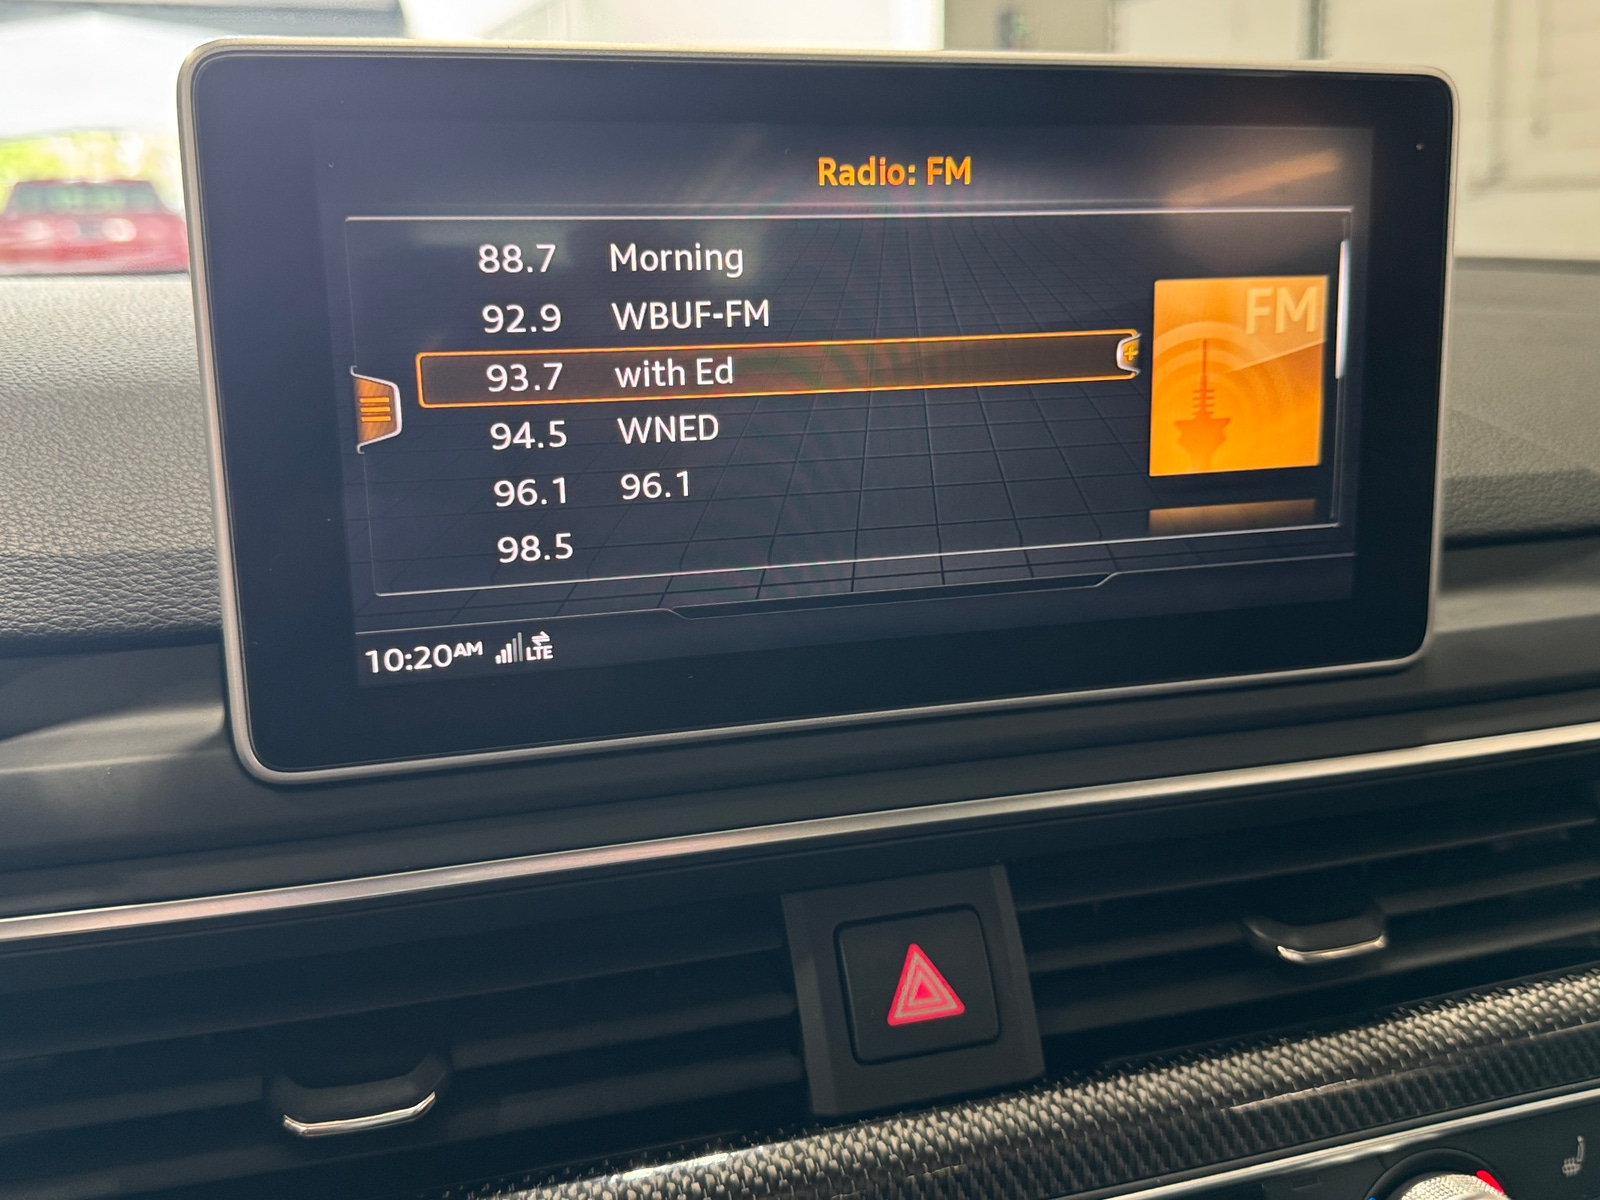 Radio: FM
88.7 Morning
92.9 WBUF-FM
93.7 with Ed
94.5 WNED
96.1 96.1
98.5
FM
10:20AM LTE